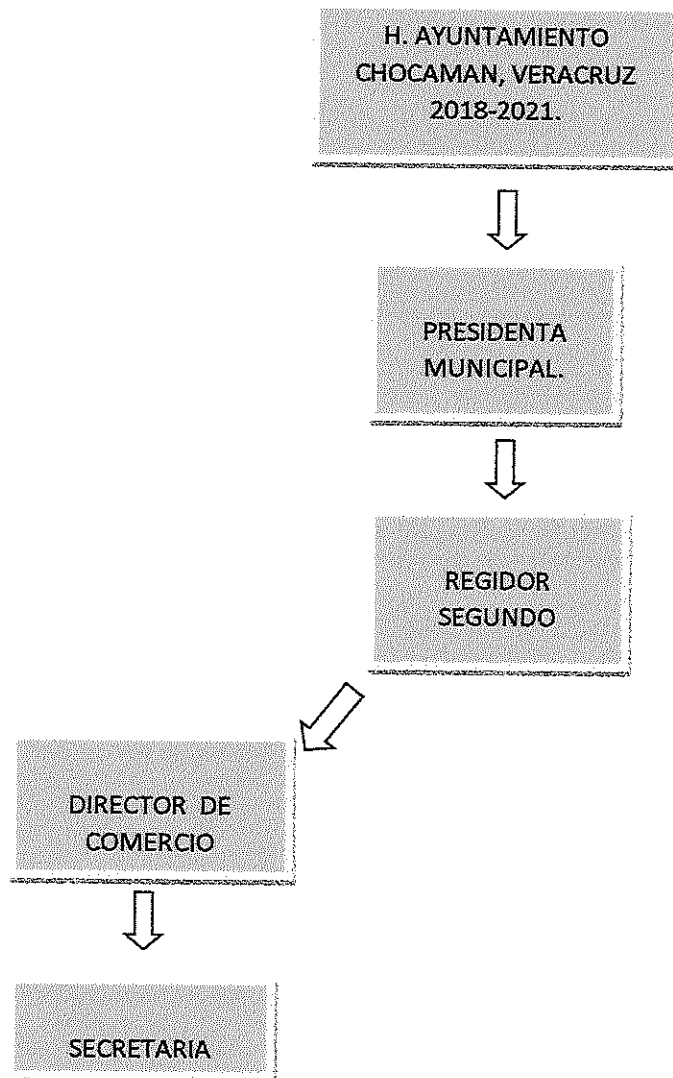 H. AYUNTAMIENTO
CHOCAMAN, VERACRUZ
2018-2021.
PRESIDENTA
MUNICIPAL.
REGIDOR
SEGUNDO
DIRECTOR DE
COMERCIO
SECRETARIA